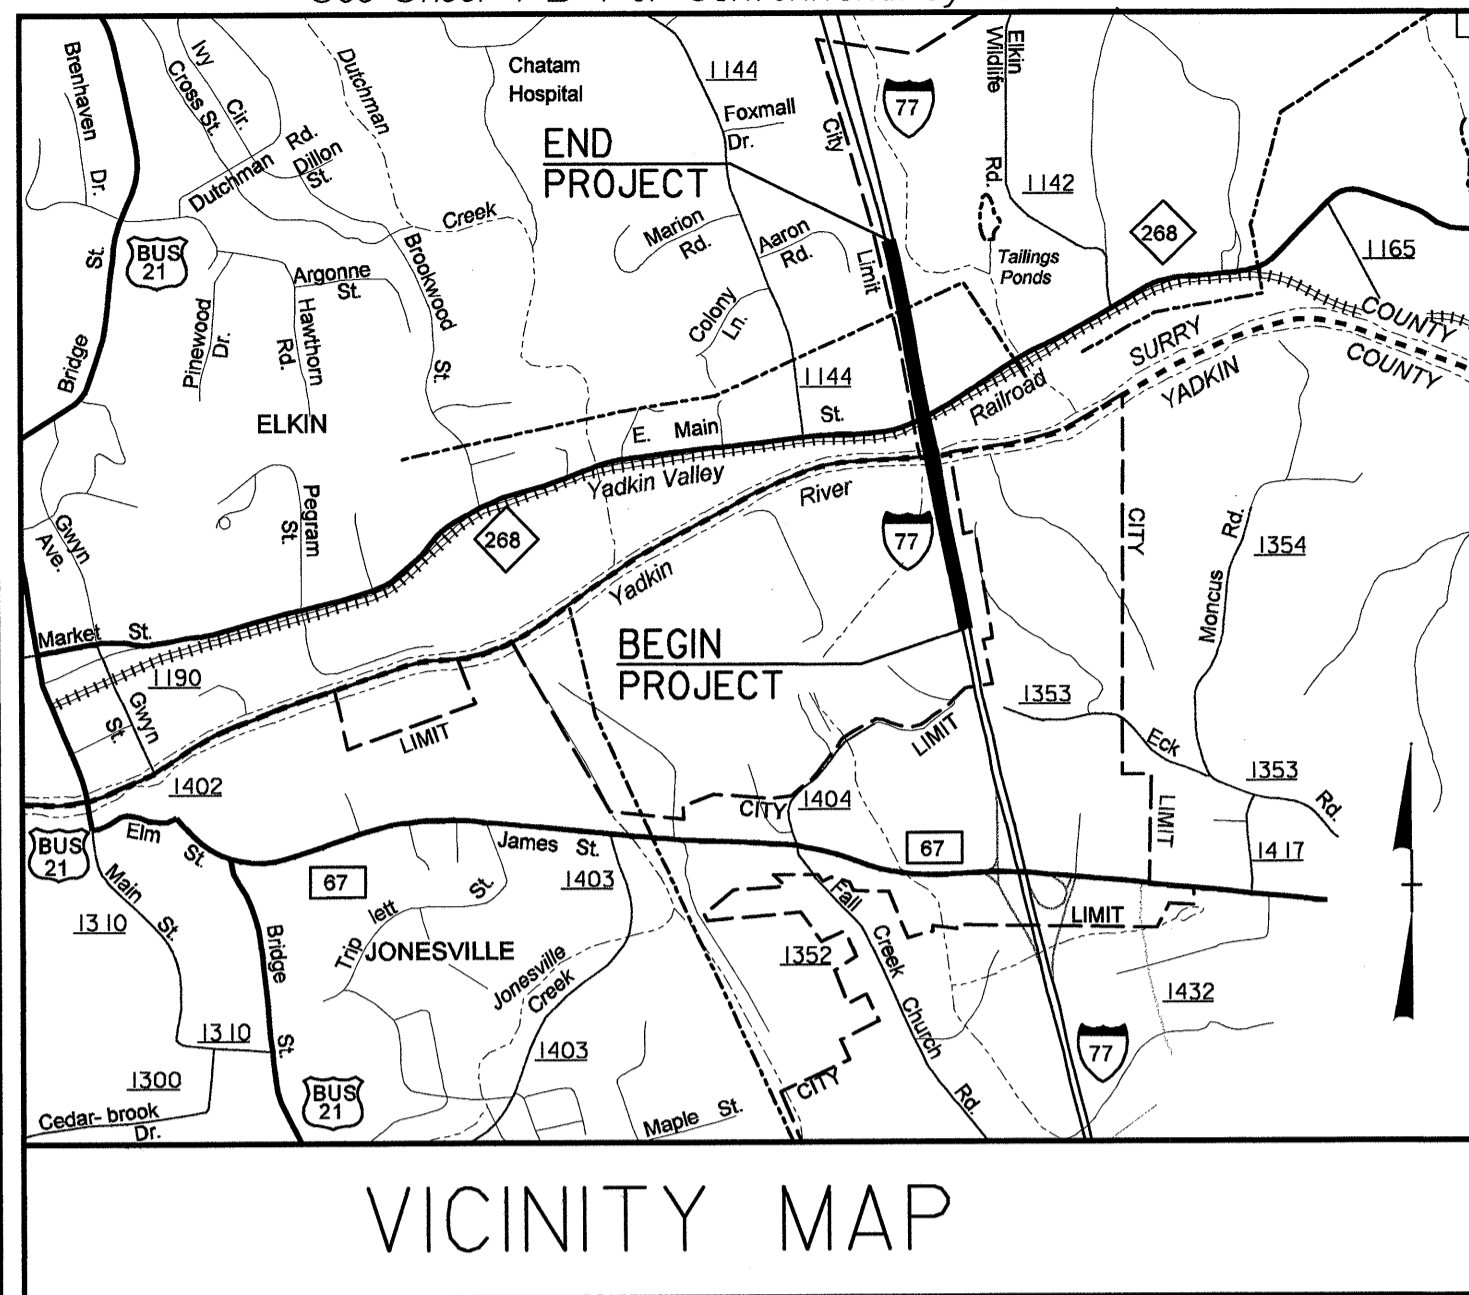 Brenhaven
Dr.
Ivy
Cir.
Cross St.
Dutchman Rd.
Dillon
St.
Dutchman
Creek
Chatam
Hospital
1144
Foxmall
Dr.
City
Limit
77
Elkin
Wildlife
Rd.
1142
END
PROJECT
Marion
Rd.
Aaron
Rd.
Colony
Ln.
Tailings
Ponds
268
1165
COUNTY
COUNTY
SURRY
YADKIN
BUS
21
Bridge
St.
Argonne
St.
Pinewood
Dr.
Hawthorn
Rd.
Brookwood
St.
ELKIN
1144
E. Main St.
Railroad
Yadkin Valley
River
Yadkin
268
77
Pegram
St.
Gwyn
Ave.
Market St.
1190
Gwyn
St.
BEGIN
PROJECT
CITY
LIMIT
Moncus Rd.
1354
1353
Eck
Rd.
1353
LIMIT
LIMIT
1402
CITY
1404
BUS
21
Elm
St.
67
James St.
67
1417
Main
St.
1310
Trip
lett
St.
1403
JONESVILLE
Jonesville
Creek
Fall
Creek
Church
Rd.
1352
LIMIT
1432
Bridge
St.
1310
1300
Cedar- brook
Dr.
BUS
21
1403
Maple St.
CITY
77
VICINITY MAP